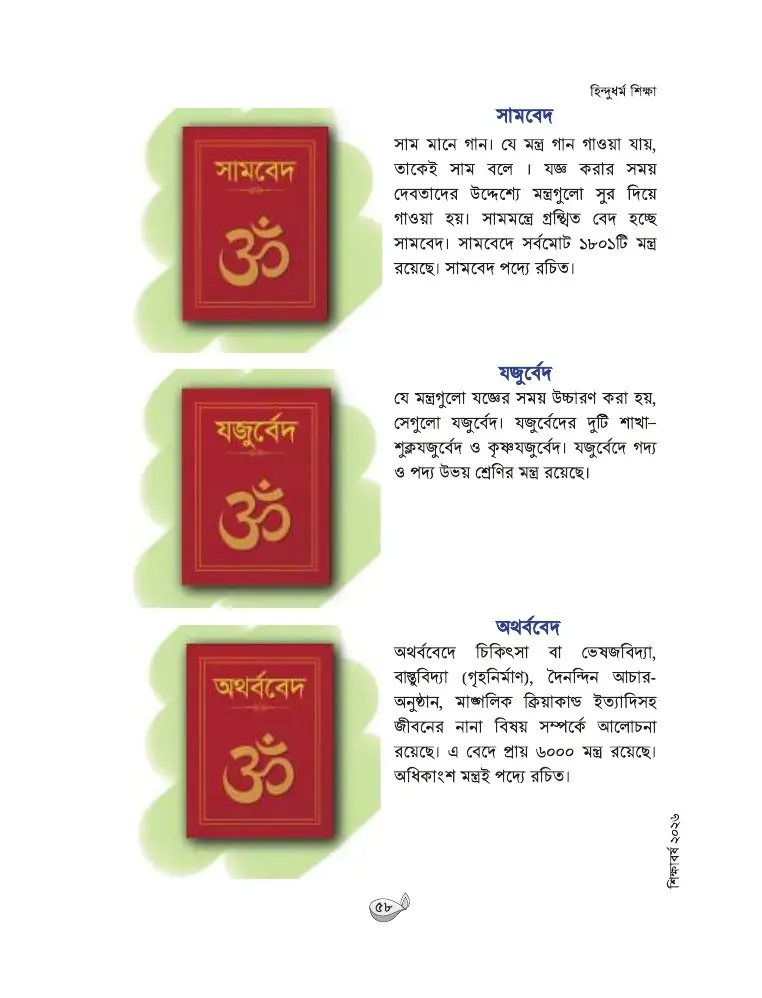 হিন্দুধর্ম শিক্ষা
সামবেদ
সামবেদ
সাম মানে গান। যে মন্ত্র গান গাওয়া যায়,
তাকেই সাম বলে । যজ্ঞ করার সময়
দেবতাদের উদ্দেশ্যে মন্ত্রগুলো সুর দিয়ে
গাওয়া হয়। সামমন্ত্রে গ্রন্থিত বেদ হচ্ছে
সামবেদ। সামবেদে সর্বমোট ১৮০১টি মন্ত্র
রয়েছে। সামবেদ পদ্যে রচিত।
ॐ
যজুর্বেদ
যজুর্বেদ
যে মন্ত্রগুলো যজ্ঞের সময় উচ্চারণ করা হয়,
সেগুলো যজুর্বেদ। যজুর্বেদের দুটি শাখা–
শুক্লযজুর্বেদ ও কৃষ্ণযজুর্বেদ। যজুর্বেদে গদ্য
ও পদ্য উভয় শ্রেণির মন্ত্র রয়েছে।
ॐ
অথর্ববেদ
অথর্ববেদ
অথর্ববেদে চিকিৎসা বা ভেষজবিদ্যা,
বাস্তুবিদ্যা (গৃহনির্মাণ), দৈনন্দিন আচার-
অনুষ্ঠান, মাঙ্গলিক ক্রিয়াকাণ্ড ইত্যাদিসহ
জীবনের নানা বিষয় সম্পর্কে আলোচনা
রয়েছে। এ বেদে প্রায় ৬০০০ মন্ত্র রয়েছে।
অধিকাংশ মন্ত্রই পদ্যে রচিত।
ॐ
শিক্ষাবর্ষ ২০২৬
৫৮